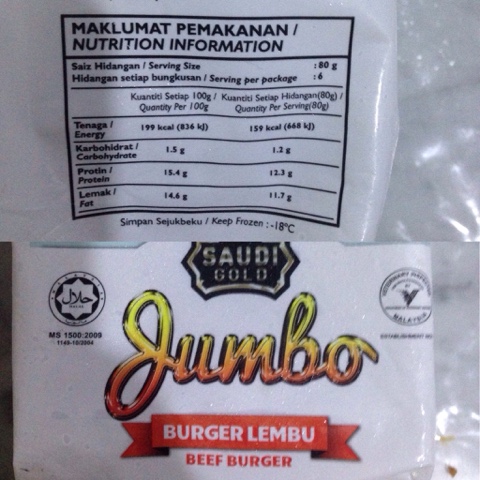 MAKLUMAT PEMAKANAN /
NUTRITION INFORMATION
Saiz Hidangan / Serving Size : 80 g
Hidangan setiap bungkusan / Serving per package : 6
Kuantiti Setiap 100g / Kuantiti Setiap Hidangan(80g) /
Quantity Per 100g Quantity Per Serving(80g)
Tenaga / Energy 199 kcal (836 kJ) 159 kcal (668 kJ)
Karbohidrat / Carbohydrate 1.5 g 1.2 g
Protin / Protein 15.4 g 12.3 g
Lemak / Fat 14.6 g 11.7 g
Simpan Sejukbeku / Keep Frozen : -18°C
SAUDI
GOLD
Jumbo
حلال
MS 1500:2009
MALAYSIA
BURGER LEMBU
BEEF BURGER